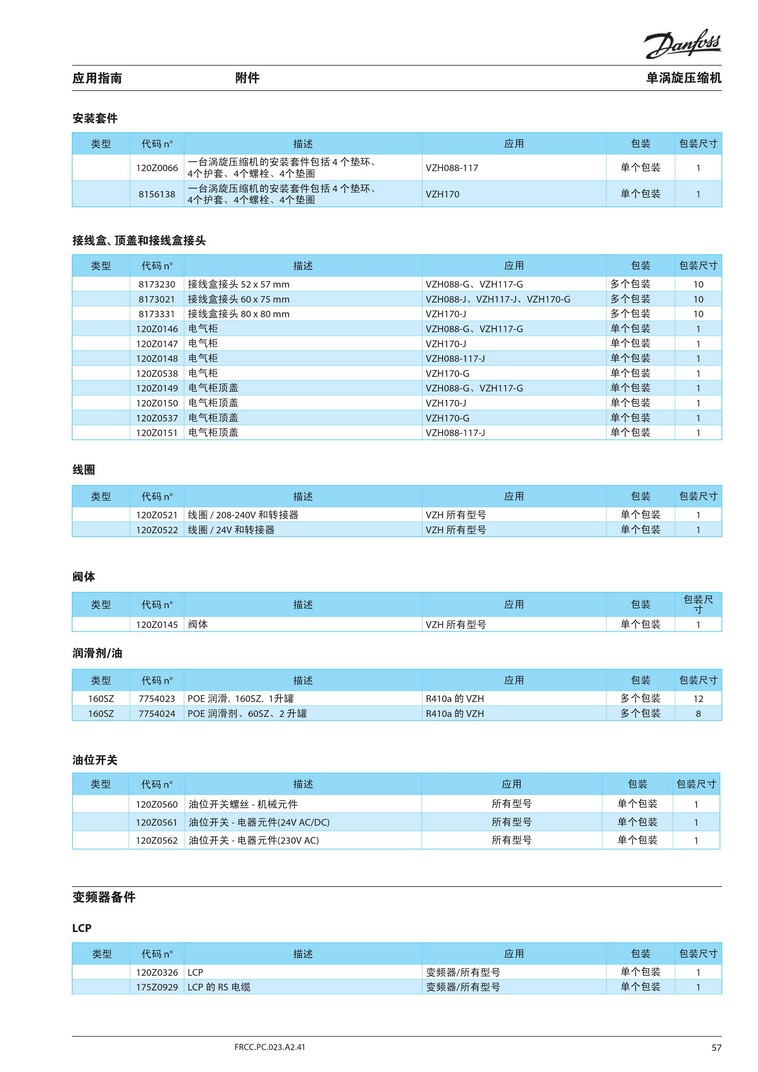 Danfoss
应用指南 附件 单涡旋压缩机
安装套件
类型 代码 n° 描述 应用 包装 包装尺寸
120Z0066 一台涡旋压缩机的安装套件包括 4 个垫环、
4个护套、4个螺栓、4个垫圈 VZH088-117 单个包装 1
8156138 一台涡旋压缩机的安装套件包括 4 个垫环、
4个护套、4个螺栓、4个垫圈 VZH170 单个包装 1
接线盒、顶盖和接线盒接头
类型 代码 n° 描述 应用 包装 包装尺寸
8173230 接线盒接头 52 x 57 mm VZH088-G、VZH117-G 多个包装 10
8173021 接线盒接头 60 x 75 mm VZH088-J、VZH117-J、VZH170-G 多个包装 10
8173331 接线盒接头 80 x 80 mm VZH170-J 多个包装 10
120Z0146 电气柜 VZH088-G、VZH117-G 单个包装 1
120Z0147 电气柜 VZH170-J 单个包装 1
120Z0148 电气柜 VZH088-117-J 单个包装 1
120Z0538 电气柜 VZH170-G 单个包装 1
120Z0149 电气柜顶盖 VZH088-G、VZH117-G 单个包装 1
120Z0150 电气柜顶盖 VZH170-J 单个包装 1
120Z0537 电气柜顶盖 VZH170-G 单个包装 1
120Z0151 电气柜顶盖 VZH088-117-J 单个包装 1
线圈
类型 代码 n° 描述 应用 包装 包装尺寸
120Z0521 线圈 / 208-240V 和转接器 VZH 所有型号 单个包装 1
120Z0522 线圈 / 24V 和转接器 VZH 所有型号 单个包装 1
阀体
类型 代码 n° 描述 应用 包装 包装尺
寸
120Z0145 阀体 VZH 所有型号 单个包装 1
润滑剂/油
类型 代码 n° 描述 应用 包装 包装尺寸
160SZ 7754023 POE 润滑, 160SZ, 1升罐 R410a 的 VZH 多个包装 12
160SZ 7754024 POE 润滑剂、60SZ、2 升罐 R410a 的 VZH 多个包装 8
油位开关
类型 代码 n° 描述 应用 包装 包装尺寸
120Z0560 油位开关螺丝 - 机械元件 所有型号 单个包装 1
120Z0561 油位开关 - 电器元件(24V AC/DC) 所有型号 单个包装 1
120Z0562 油位开关 - 电器元件(230V AC) 所有型号 单个包装 1
变频器备件
LCP
类型 代码 n° 描述 应用 包装 包装尺寸
120Z0326 LCP 变频器/所有型号 单个包装 1
175Z0929 LCP 的 RS 电缆 变频器/所有型号 单个包装 1
FRCC.PC.023.A2.41 57